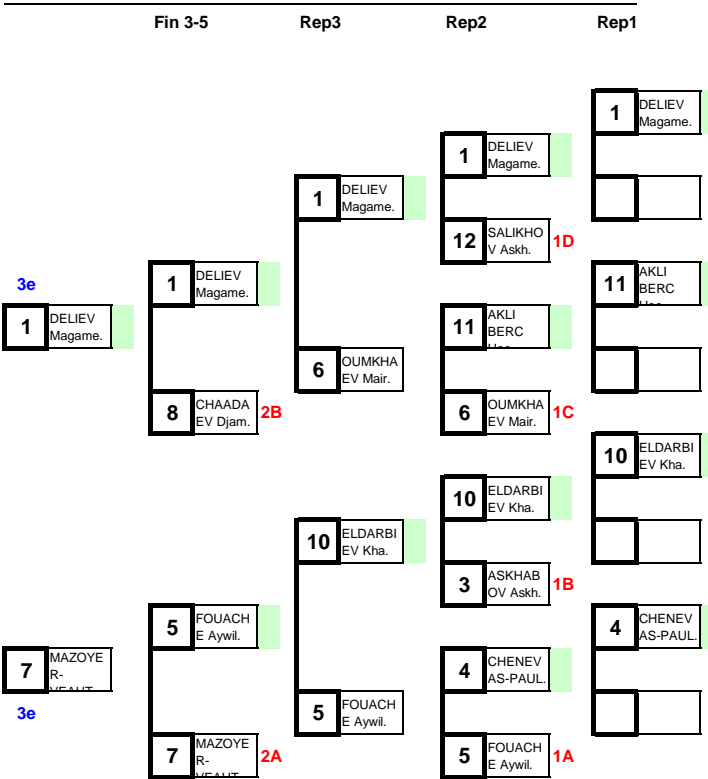 Fin 3-5 Rep3 Rep2 Rep1
1 DELIEV
Magame.
1 DELIEV
Magame.
1 DELIEV
Magame.
12 SALIKHO
V Askh. 1D
11 AKLI
BERC
3e
1 DELIEV
Magame.
1 DELIEV
Magame.
11 AKLI
BERC
6 OUMKHA
EV Mair.
8 CHAADA
EV Djam. 2B
6 OUMKHA
EV Mair. 1C
10 ELDARBI
EV Kha.
10 ELDARBI
EV Kha.
10 ELDARBI
EV Kha.
3 ASKHAB
OV Askh. 1B
5 FOUACH
E Aywil.
4 CHENEV
AS-PAUL.
7 MAZOYE
R-
4 CHENEV
AS-PAUL.
3e
5 FOUACH
E Aywil.
7 MAZOYE
R-
2A
5 FOUACH
E Aywil. 1A